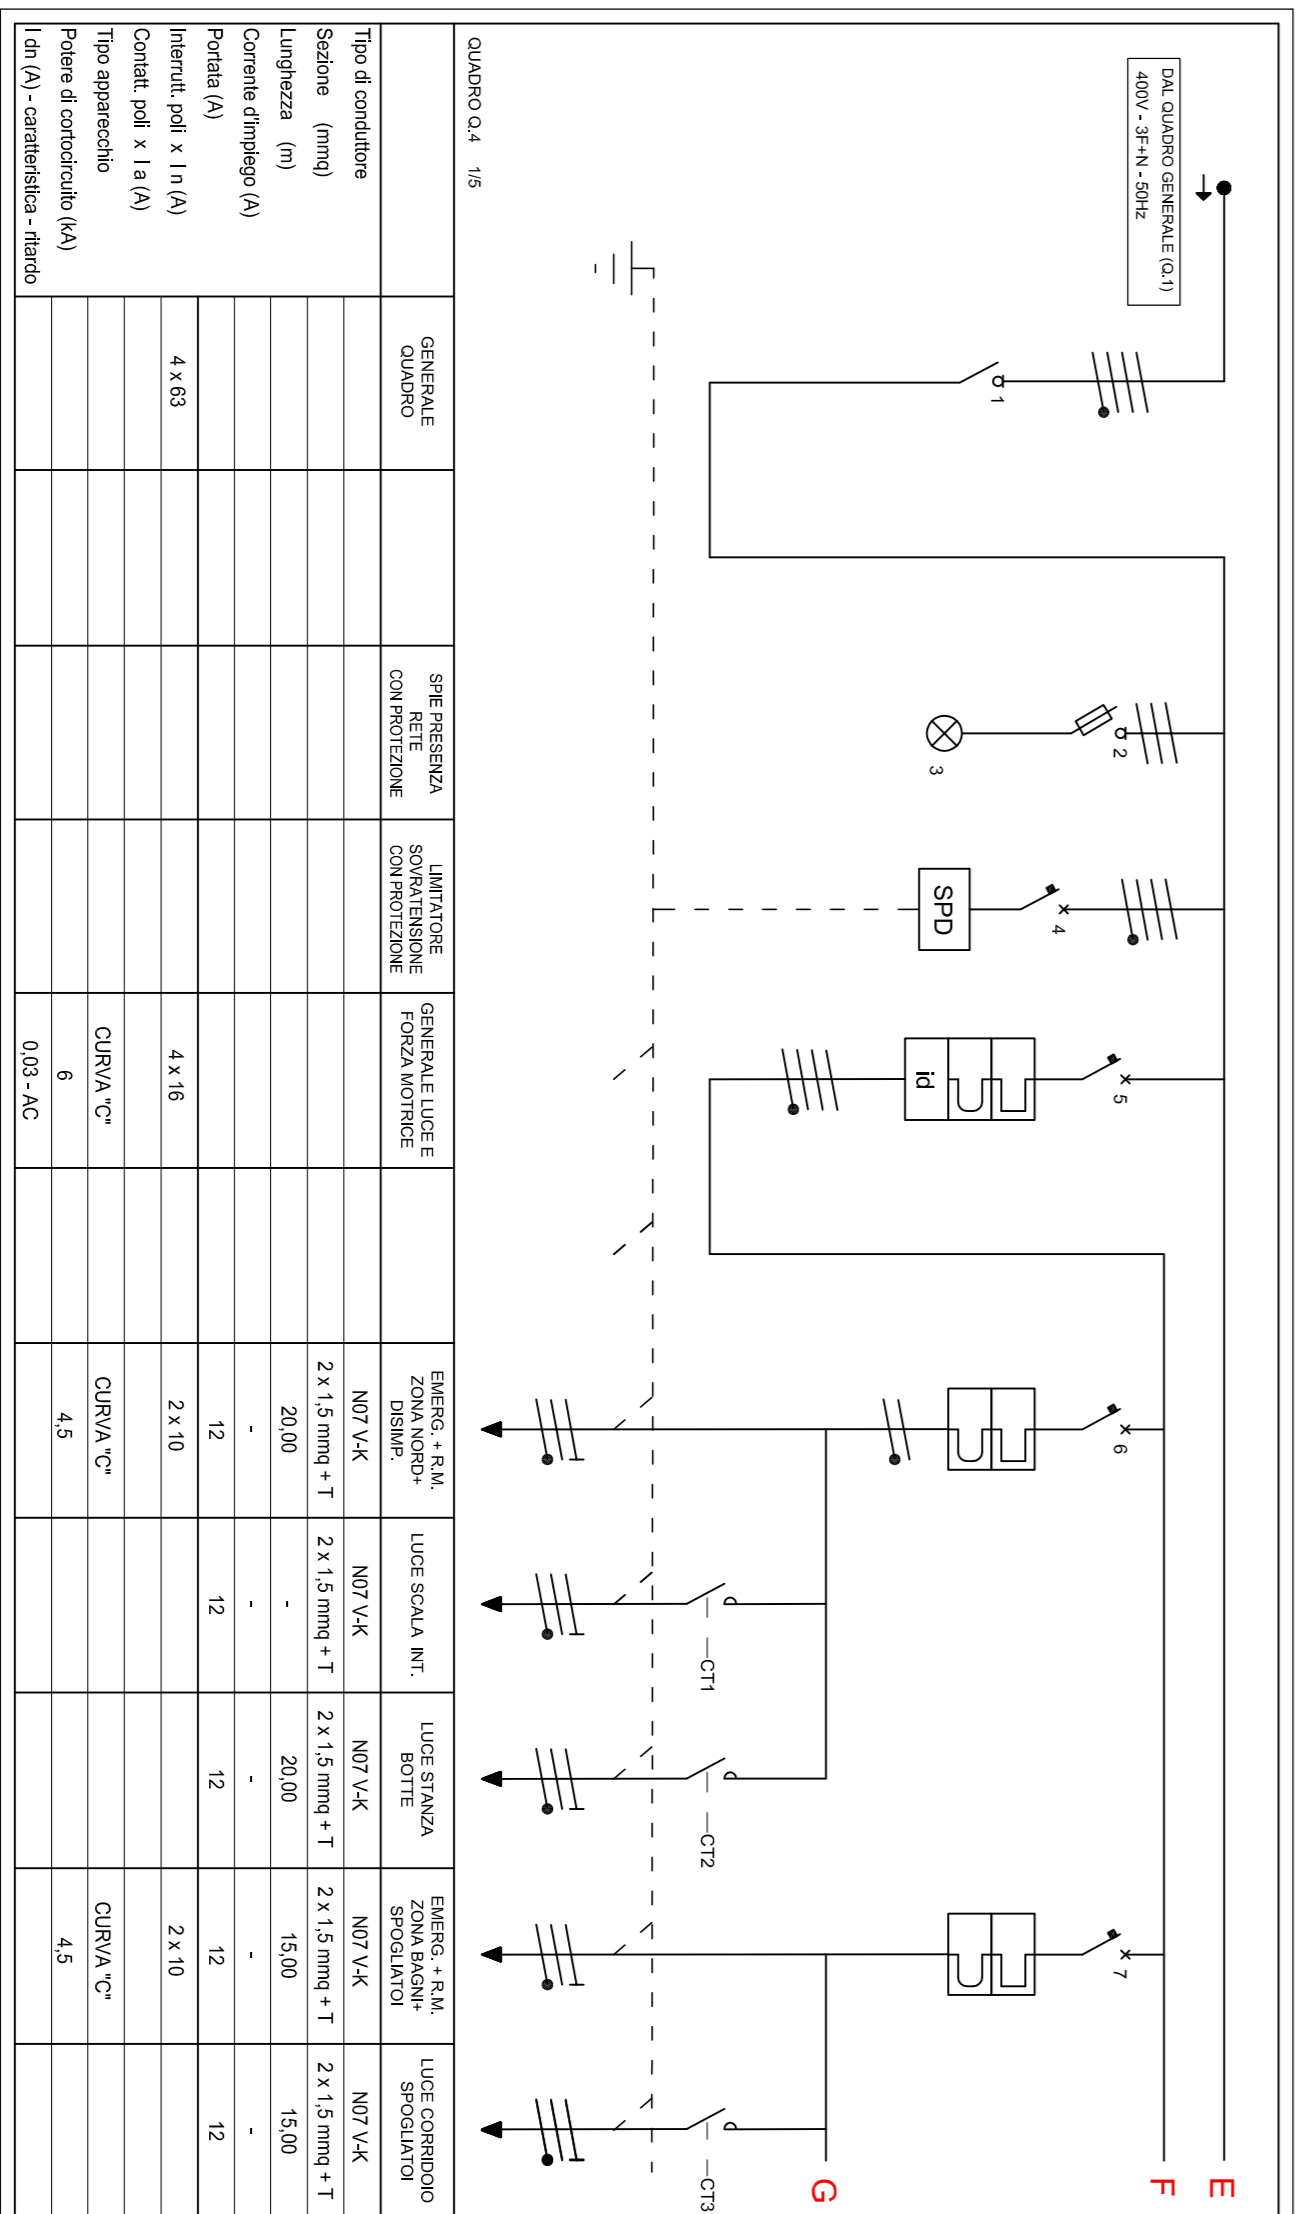 DAL QUADRO GENERALE (Q.1)
400V - 3F+N - 50Hz
1
2
3
4
SPD
5
id
6
7
CT1
CT2
CT3
E
F
G
QUADRO Q.4 1/5
GENERALE
QUADRO
SPIE PRESENZA
RETE
CON PROTEZIONE
LIMITATORE
SOVRATENSIONE
CON PROTEZIONE
GENERALE LUCE E
FORZA MOTRICE
EMERG. + R.M.
ZONA NORD+
DISIMP.
LUCE SCALA INT.
LUCE STANZA
BOTTE
EMERG. + R.M.
ZONA BAGNI+
SPOGLIATOI
LUCE CORRIDOIO
SPOGLIATOI
Tipo di conduttore N07 V-K N07 V-K N07 V-K N07 V-K N07 V-K
Sezione (mmq) 2 x 1,5 mmq + T 2 x 1,5 mmq + T 2 x 1,5 mmq + T 2 x 1,5 mmq + T 2 x 1,5 mmq + T
Lunghezza (m) 20,00 - 20,00 15,00 15,00
Corrente d'impiego (A) - - - - -
Portata (A) 12 12 12 12 12
Interrutt. poli x I n (A) 4 x 63 4 x 16 2 x 10 2 x 10
Contatt. poli x I a (A)
Tipo apparecchio CURVA "C" CURVA "C" CURVA "C"
Potere di cortocircuito (kA) 6 4,5 4,5
I dn (A) - caratteristica - ritardo 0,03 - AC